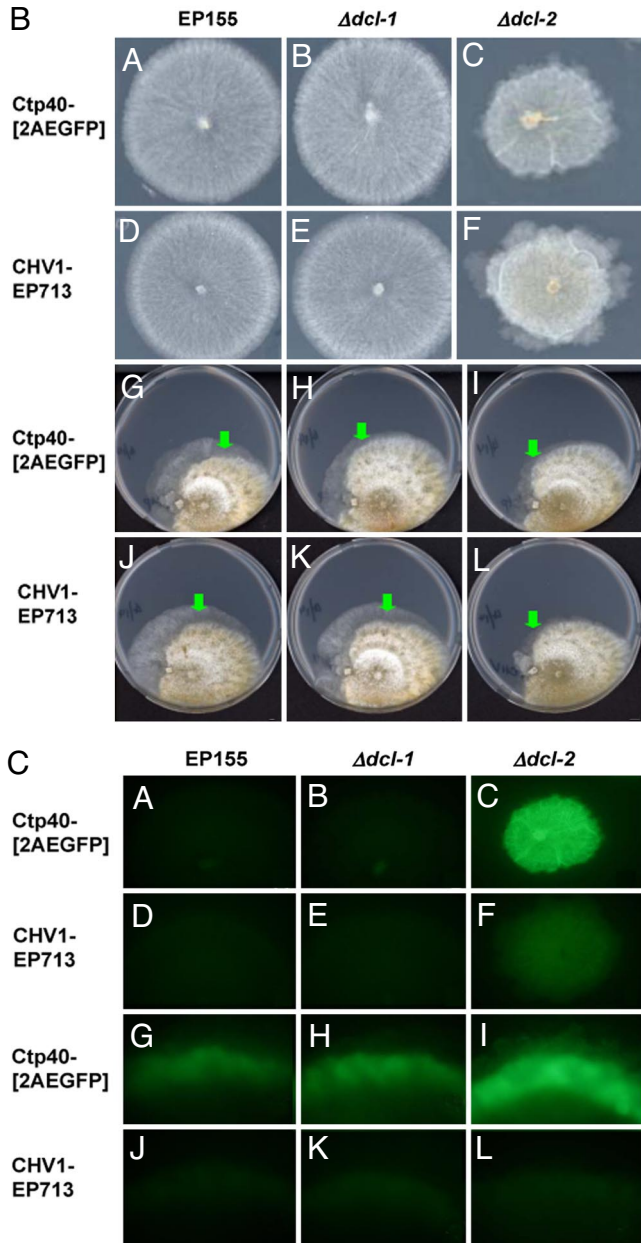 B
EP155 Δdcl-1 Δdcl-2
Ctp40-
[2AEGFP]
A B C
CHV1-
EP713
D E F
Ctp40-
[2AEGFP]
G H I
CHV1-
EP713
J K L
C
EP155 Δdcl-1 Δdcl-2
Ctp40-
[2AEGFP]
A B C
CHV1-
EP713
D E F
Ctp40-
[2AEGFP]
G H I
CHV1-
EP713
J K L